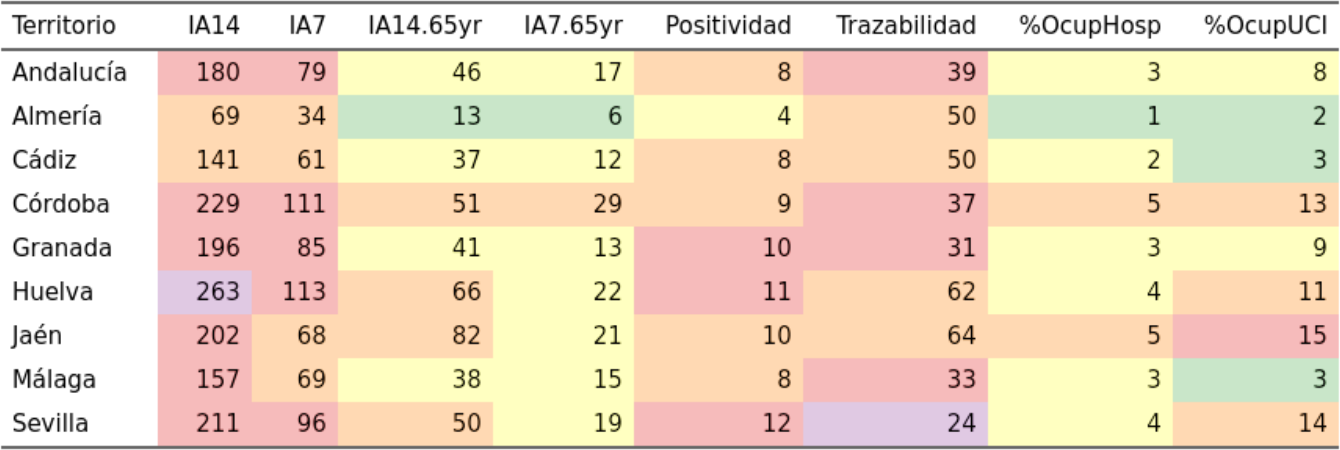 Territorio IA14 IA7 IA14.65yr IA7.65yr Positividad Trazabilidad %OcupHosp %OcupUCI
Andalucía 180 79 46 17 8 39 3 8
Almería 69 34 13 6 4 50 1 2
Cádiz 141 61 37 12 8 50 2 3
Córdoba 229 111 51 29 9 37 5 13
Granada 196 85 41 13 10 31 3 9
Huelva 263 113 66 22 11 62 4 11
Jaén 202 68 82 21 10 64 5 15
Málaga 157 69 38 15 8 33 3 3
Sevilla 211 96 50 19 12 24 4 14